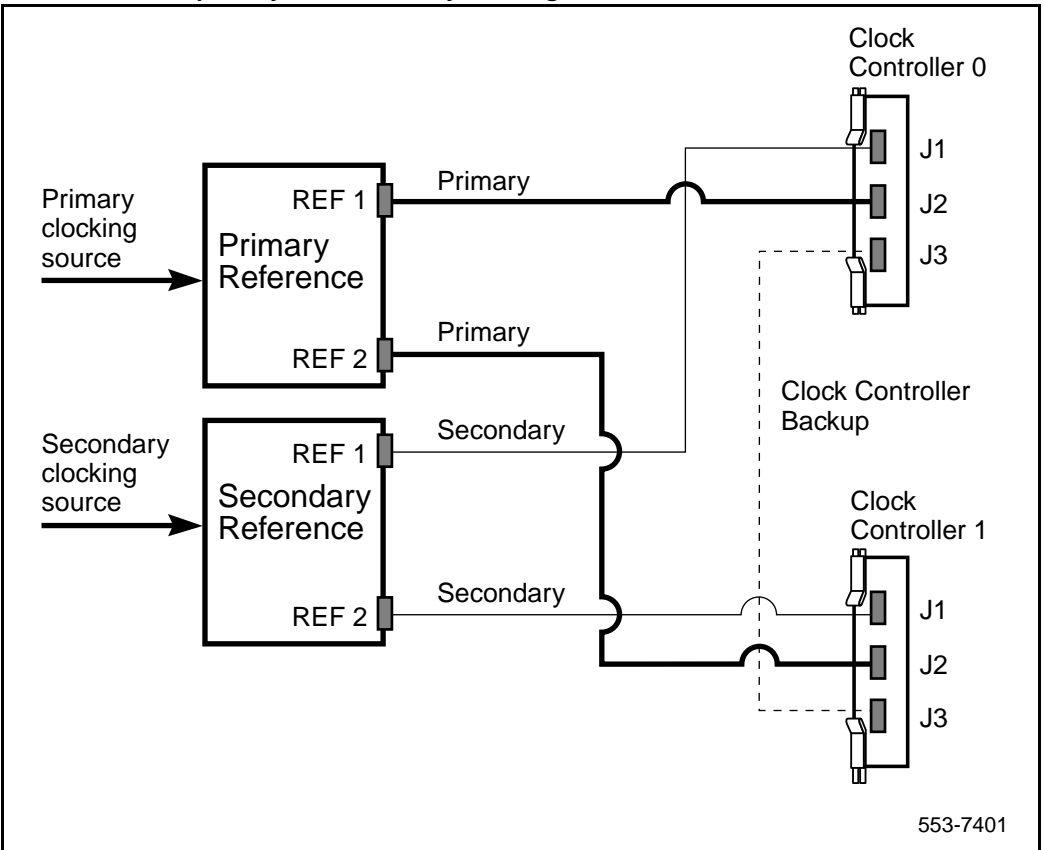 Clock
Controller 0
J1
J2
J3
Primary
clocking
source
REF 1
Primary
Reference
REF 2
Primary
Primary
Clock Controller
Backup
Secondary
clocking
source
REF 1
Secondary
Reference
REF 2
Secondary
Secondary
Clock
Controller 1
J1
J2
J3
553-7401